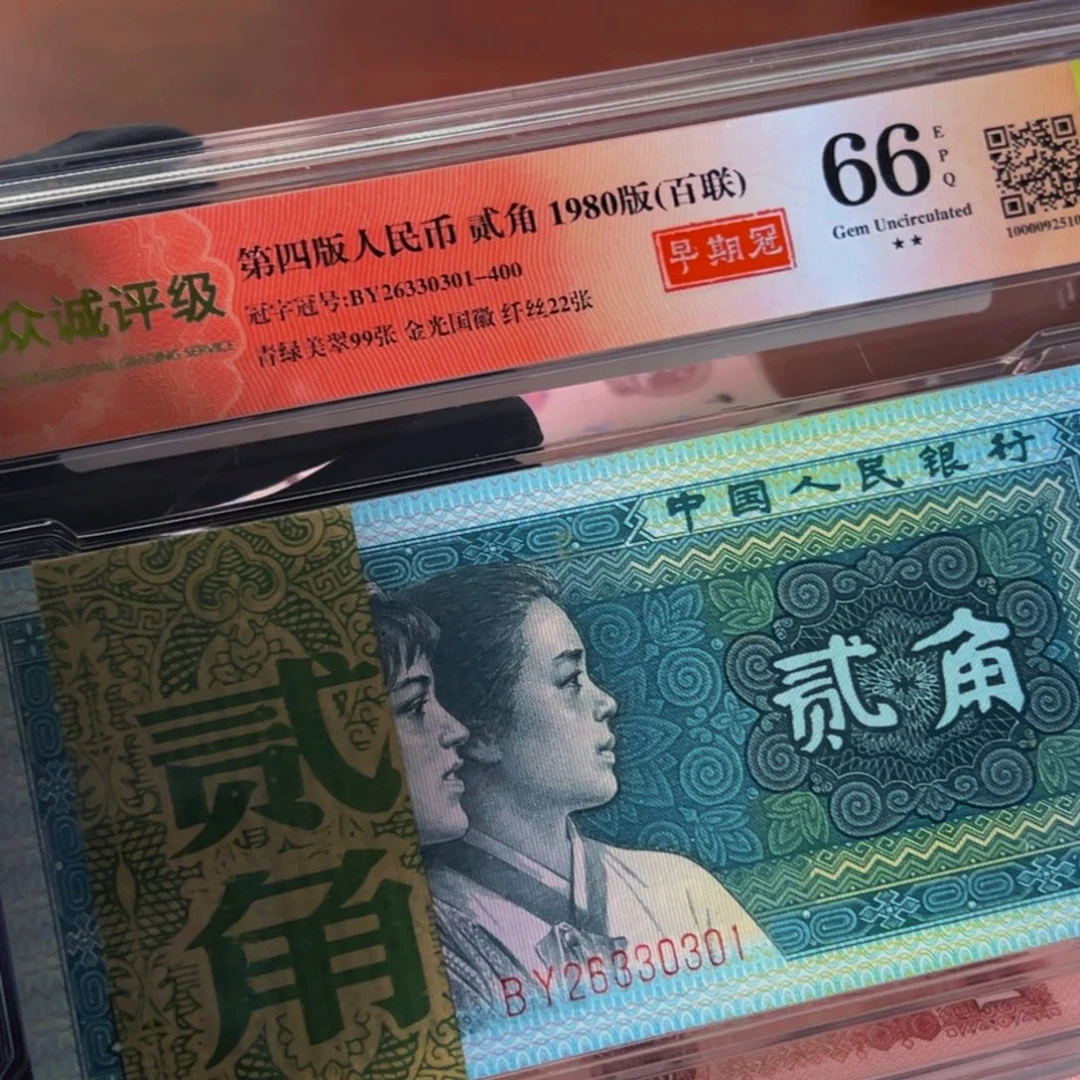 众诚评级
第四版人民币 贰角 1980版(百联)
冠字冠号:BY26330301-400
青绿美翠99张 金光国徽 纤丝22张
早期冠
66
EPQ
Gem Uncirculated
★★
中国人民银行
贰角
贰角
BY26330301